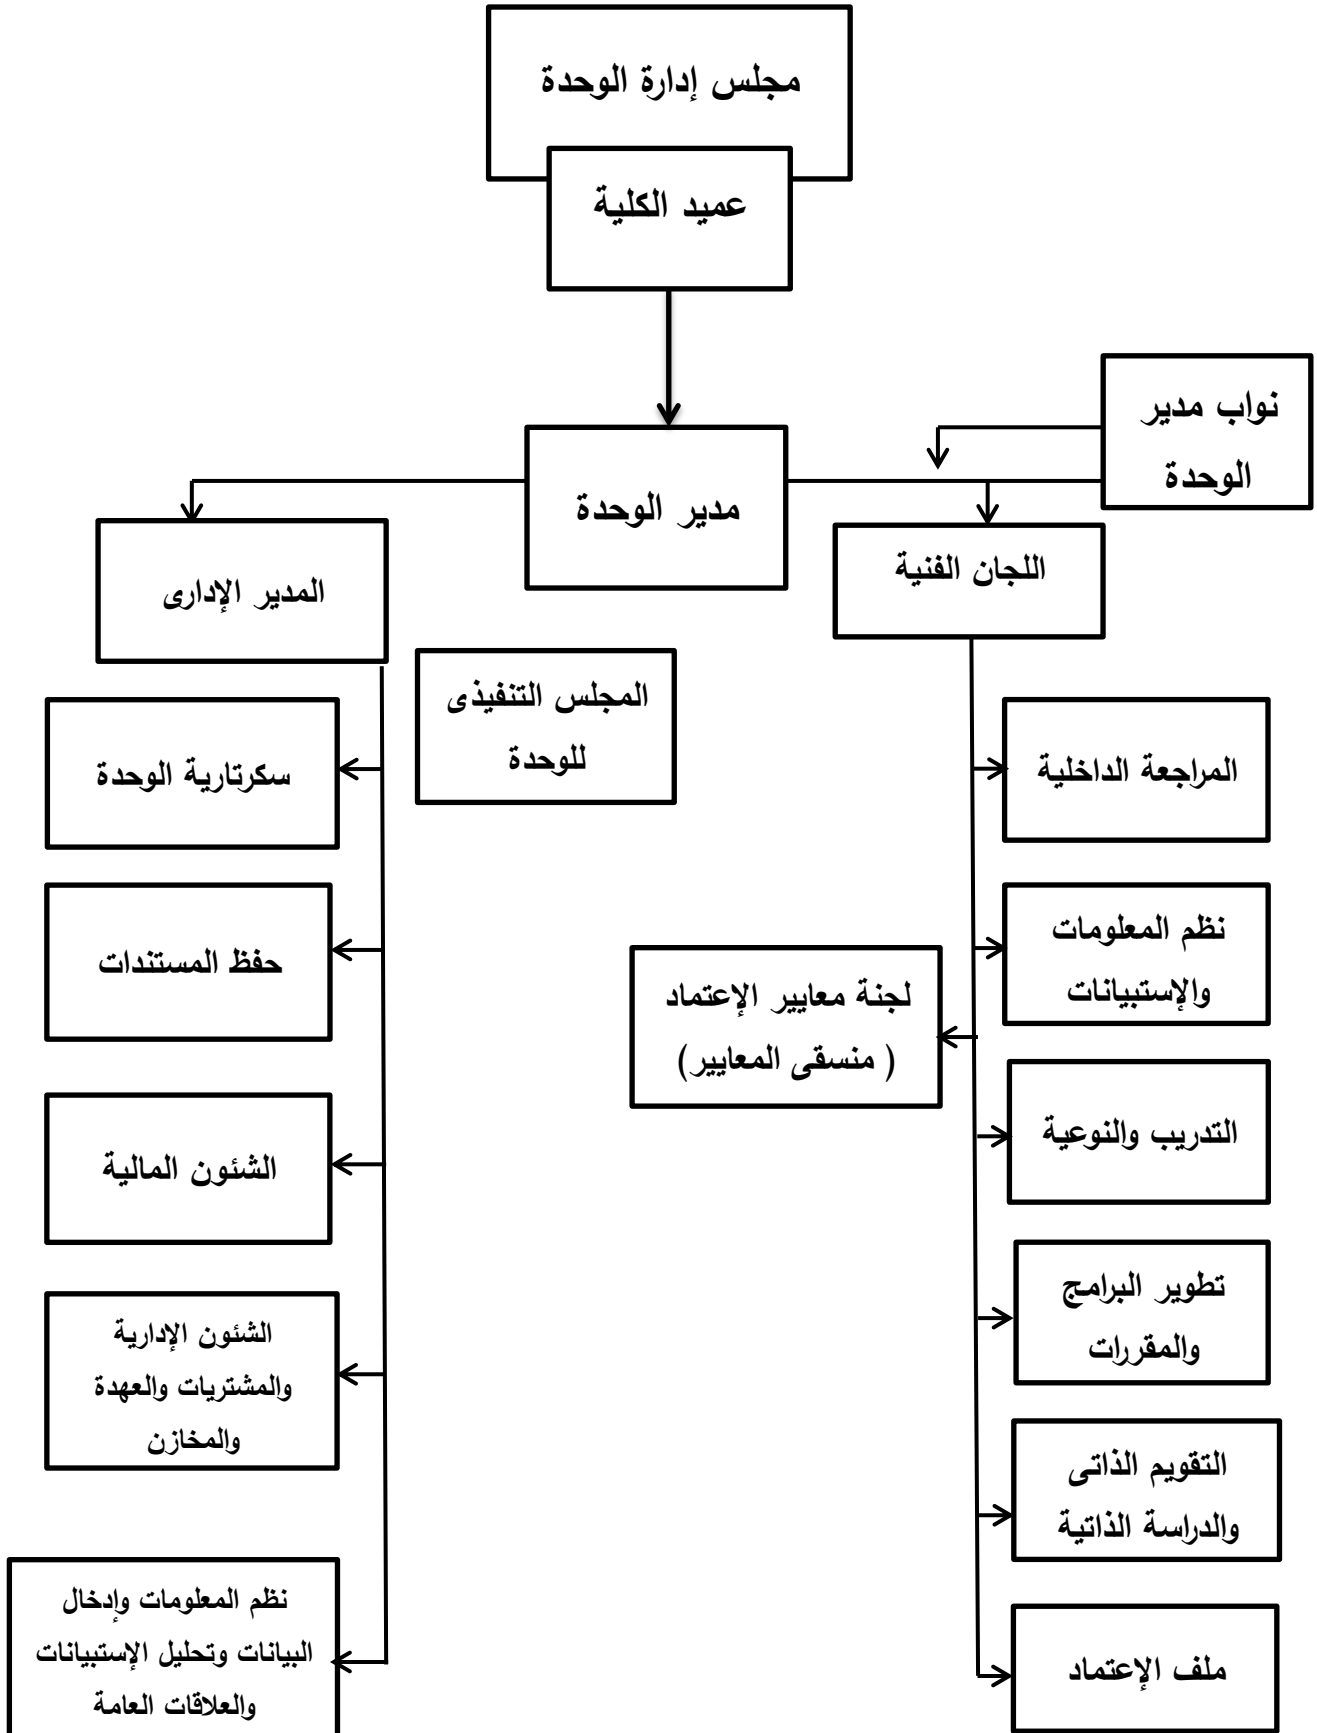 مجلس إدارة الوحدة
عميد الكلية
نواب مدير
الوحدة
مدير الوحدة
اللجان الفنية
المدير الإدارى
المجلس التنفيذى
للوحدة
المراجعة الداخلية
نظم المعلومات
والإستبيانات
لجنة معايير الإعتماد
( منسقى المعايير)
التدريب والنوعية
تطوير البرامج
والمقررات
التقويم الذاتى
والدراسة الذاتية
ملف الإعتماد
سكرتارية الوحدة
حفظ المستندات
الشئون المالية
الشئون الإدارية
والمشتريات والعهدة
والمخازن
نظم المعلومات وإدخال
البيانات وتحليل الإستبيانات
والعلاقات العامة